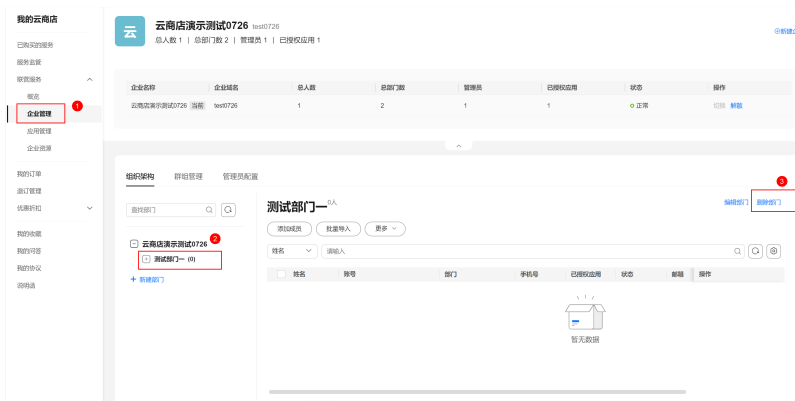 我的云商店
已购买的服务
服务监管
联营服务
概览
企业管理
1
应用管理
企业资源
我的订单
退订管理
优惠折扣
我的收藏
我的问答
我的协议
说明函
云
云商店演示测试0726 test0726
总人数 1 | 总部门数 2 | 管理员 1 | 已授权应用 1
新建
企业名称 企业域名 总人数 总部门数 管理员 已授权应用 状态 操作
云商店演示测试0726 当前 test0726 1 2 1 1 正常 切换 解散
组织架构 群组管理 管理员配置
3
查找部门
测试部门一 0人
编辑部门 删除部门
添加成员 批量导入 更多
2
云商店演示测试0726
测试部门一 (0)
+ 新建部门
姓名 请输入
姓名 账号 部门 手机号 已授权应用 状态 邮箱 操作
暂无数据